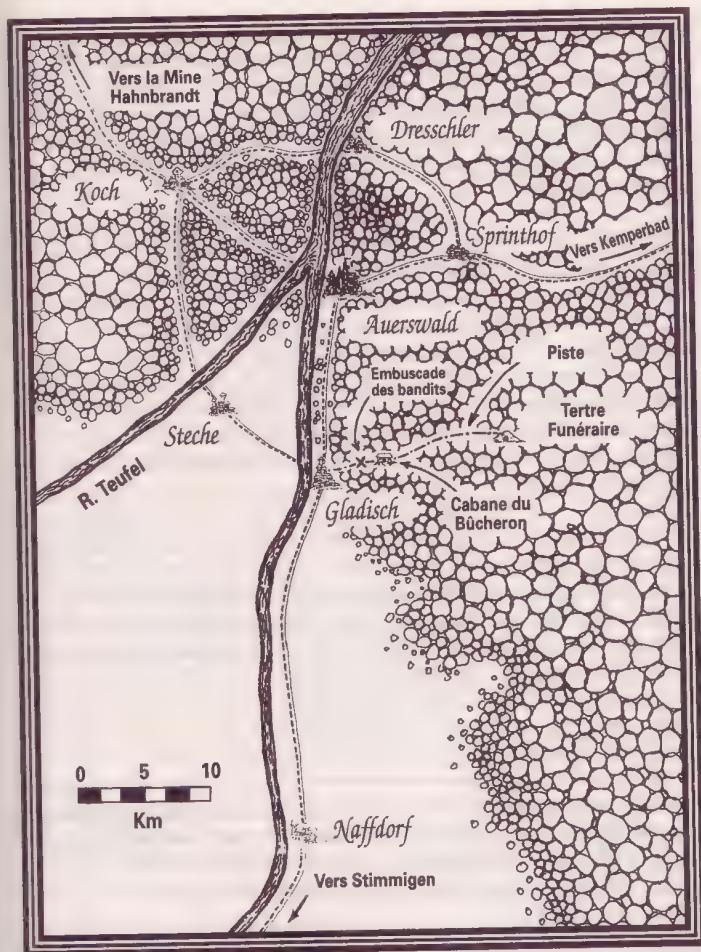 Vers la Mine
Hahnbrandt
Dresschler
Koch
Sprinthof
Vers Kemperbad
Auerswald
Embuscade
des bandits
Piste
Tertre
Funéraire
Steche
R. Teufel
Gladisch
Cabane du
Bûcheron
0 5 10
Km
Naffdorf
Vers Stimmigen